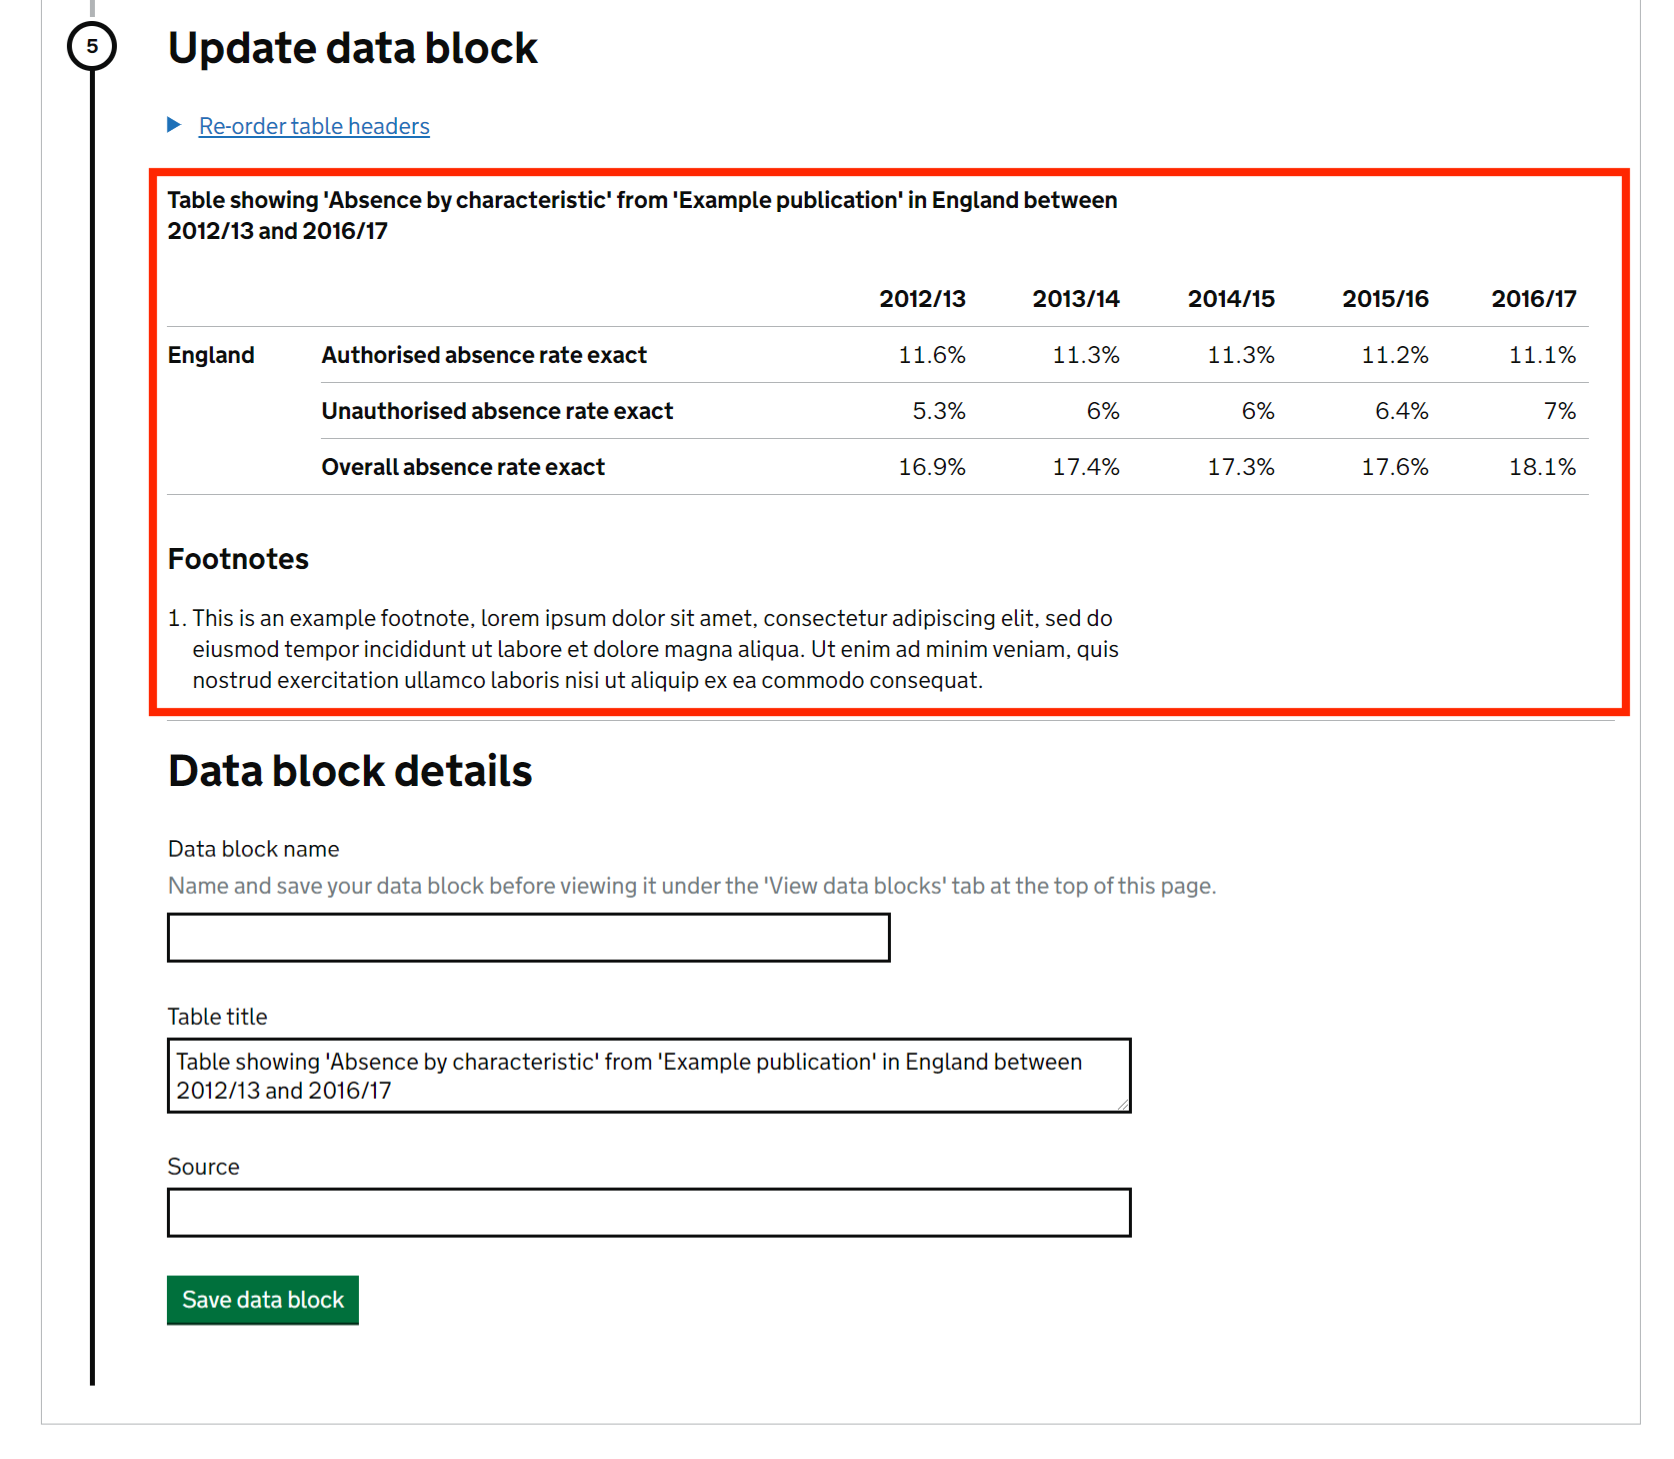 5
Update data block
Re-order table headers
Table showing 'Absence by characteristic' from 'Example publication' in England between
2012/13 and 2016/17
2012/13 2013/14 2014/15 2015/16 2016/17
England Authorised absence rate exact 11.6% 11.3% 11.3% 11.2% 11.1%
Unauthorised absence rate exact 5.3% 6% 6% 6.4% 7%
Overall absence rate exact 16.9% 17.4% 17.3% 17.6% 18.1%
Footnotes
1. This is an example footnote, lorem ipsum dolor sit amet, consectetur adipiscing elit, sed do
eiusmod tempor incididunt ut labore et dolore magna aliqua. Ut enim ad minim veniam, quis
nostrud exercitation ullamco laboris nisi ut aliquip ex ea commodo consequat.
Data block details
Data block name
Name and save your data block before viewing it under the 'View data blocks' tab at the top of this page.
Table title
Table showing 'Absence by characteristic' from 'Example publication' in England between
2012/13 and 2016/17
Source
Save data block